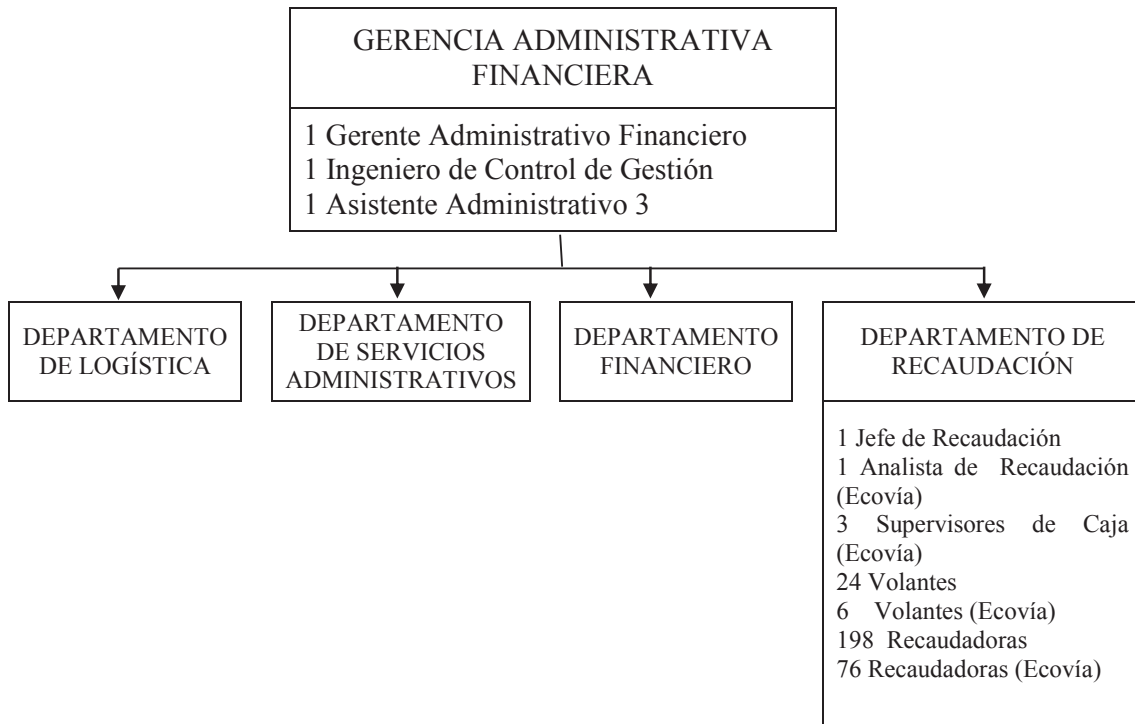 GERENCIA ADMINISTRATIVA
FINANCIERA
1 Gerente Administrativo Financiero
1 Ingeniero de Control de Gestión
1 Asistente Administrativo 3
DEPARTAMENTO
DE LOGÍSTICA
DEPARTAMENTO
DE SERVICIOS
ADMINISTRATIVOS
DEPARTAMENTO
FINANCIERO
DEPARTAMENTO DE
RECAUDACIÓN
1 Jefe de Recaudación
1 Analista de Recaudación
(Ecovía)
3 Supervisores de Caja
(Ecovía)
24 Volantes
6 Volantes (Ecovía)
198 Recaudadoras
76 Recaudadoras (Ecovía)